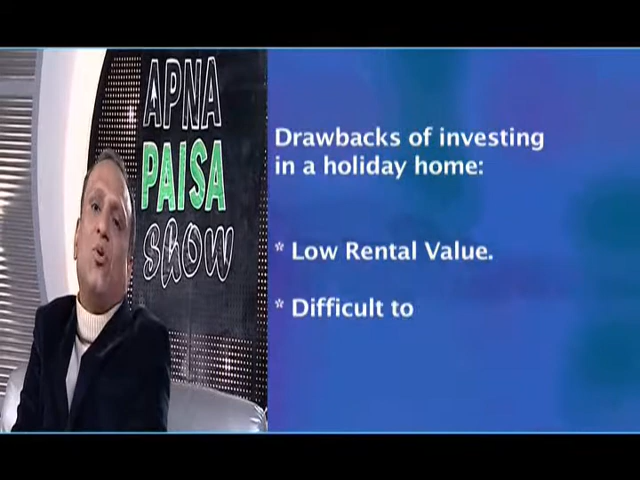 APNA
PAISA
SHOW
Drawbacks of investing
in a holiday home:
* Low Rental Value.
* Difficult to